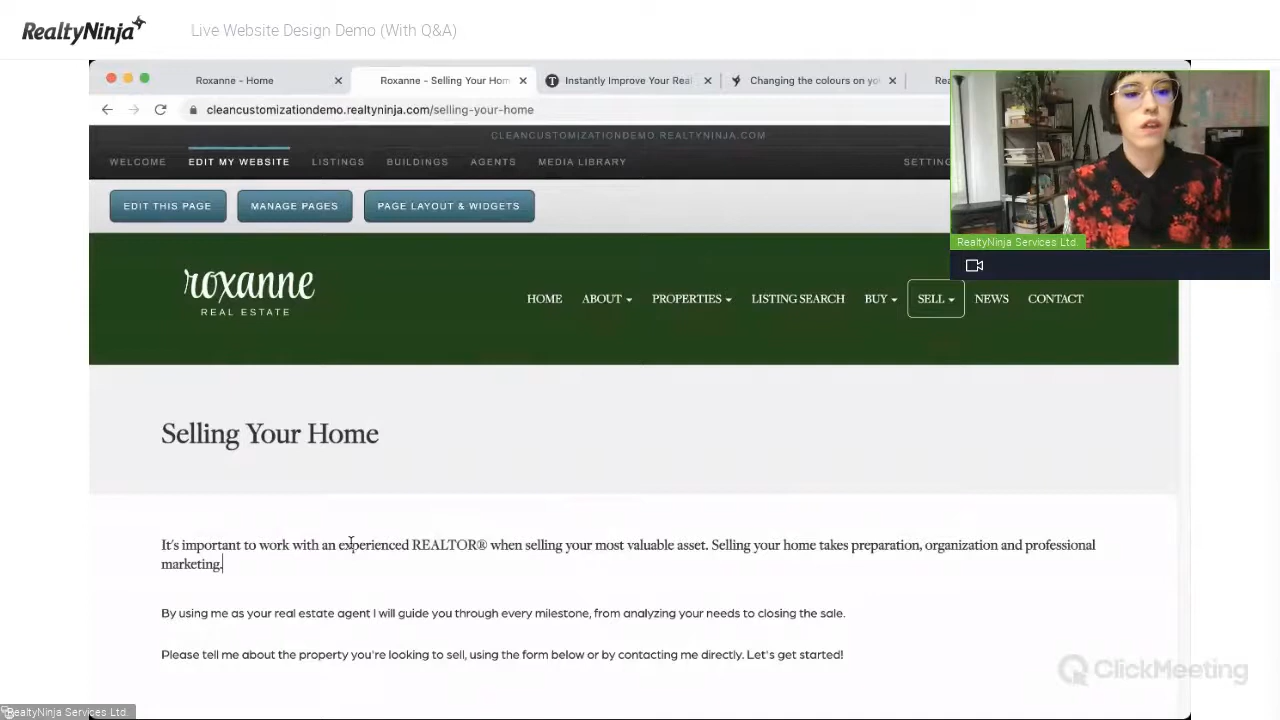 RealtyNinja
Live Website Design Demo (With Q&A)
Roxanne - Home
Roxanne - Selling Your Hom
Instantly Improve Your Real
Changing the colours on yo
Rea
cleancustomizationdemo.realtyninja.com/selling-your-home
CLEANCUSTOMIZATIONDEMO.REALTYNINJA.COM
WELCOME EDIT MY WEBSITE LISTINGS BUILDINGS AGENTS MEDIA LIBRARY SETTING
EDIT THIS PAGE MANAGE PAGES PAGE LAYOUT & WIDGETS
RealtyNinja Services Ltd.
roxanne
REAL ESTATE
HOME ABOUT PROPERTIES LISTING SEARCH BUY SELL NEWS CONTACT
Selling Your Home
It's important to work with an experienced REALTOR® when selling your most valuable asset. Selling your home takes preparation, organization and professional
marketing.
By using me as your real estate agent I will guide you through every milestone, from analyzing your needs to closing the sale.
Please tell me about the property you're looking to sell, using the form below or by contacting me directly. Let's get started!
ClickMeeting
RealtyNinja Services Ltd.